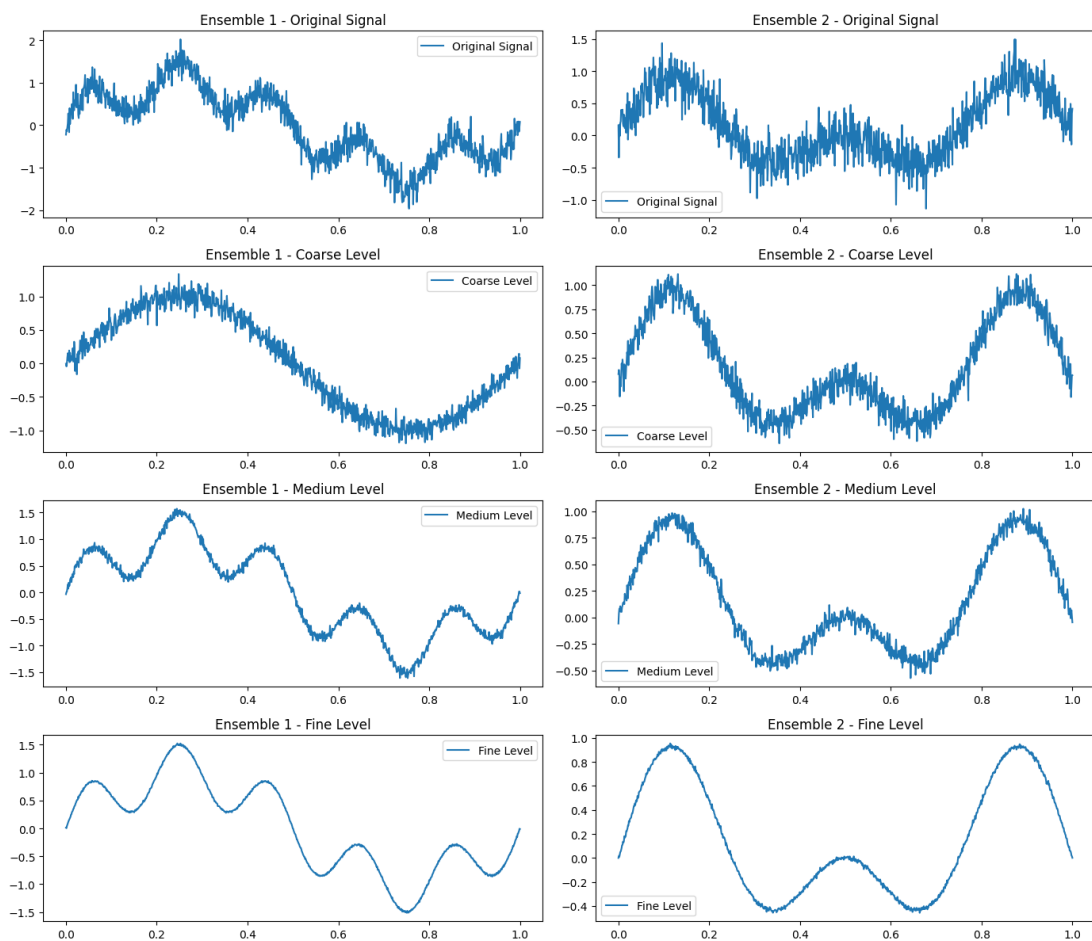 Ensemble 1 - Original Signal
Original Signal
2
1
0
−1
−2
0.0 0.2 0.4 0.6 0.8 1.0
Ensemble 2 - Original Signal
Original Signal
1.5
1.0
0.5
0.0
−0.5
−1.0
0.0 0.2 0.4 0.6 0.8 1.0
Ensemble 1 - Coarse Level
Coarse Level
1.0
0.5
0.0
−0.5
−1.0
0.0 0.2 0.4 0.6 0.8 1.0
Ensemble 2 - Coarse Level
Coarse Level
1.00
0.75
0.50
0.25
0.00
−0.25
−0.50
0.0 0.2 0.4 0.6 0.8 1.0
Ensemble 1 - Medium Level
Medium Level
1.5
1.0
0.5
0.0
−0.5
−1.0
−1.5
0.0 0.2 0.4 0.6 0.8 1.0
Ensemble 2 - Medium Level
Medium Level
1.00
0.75
0.50
0.25
0.00
−0.25
−0.50
0.0 0.2 0.4 0.6 0.8 1.0
Ensemble 1 - Fine Level
Fine Level
1.5
1.0
0.5
0.0
−0.5
−1.0
−1.5
0.0 0.2 0.4 0.6 0.8 1.0
Ensemble 2 - Fine Level
Fine Level
1.0
0.8
0.6
0.4
0.2
0.0
−0.2
−0.4
0.0 0.2 0.4 0.6 0.8 1.0